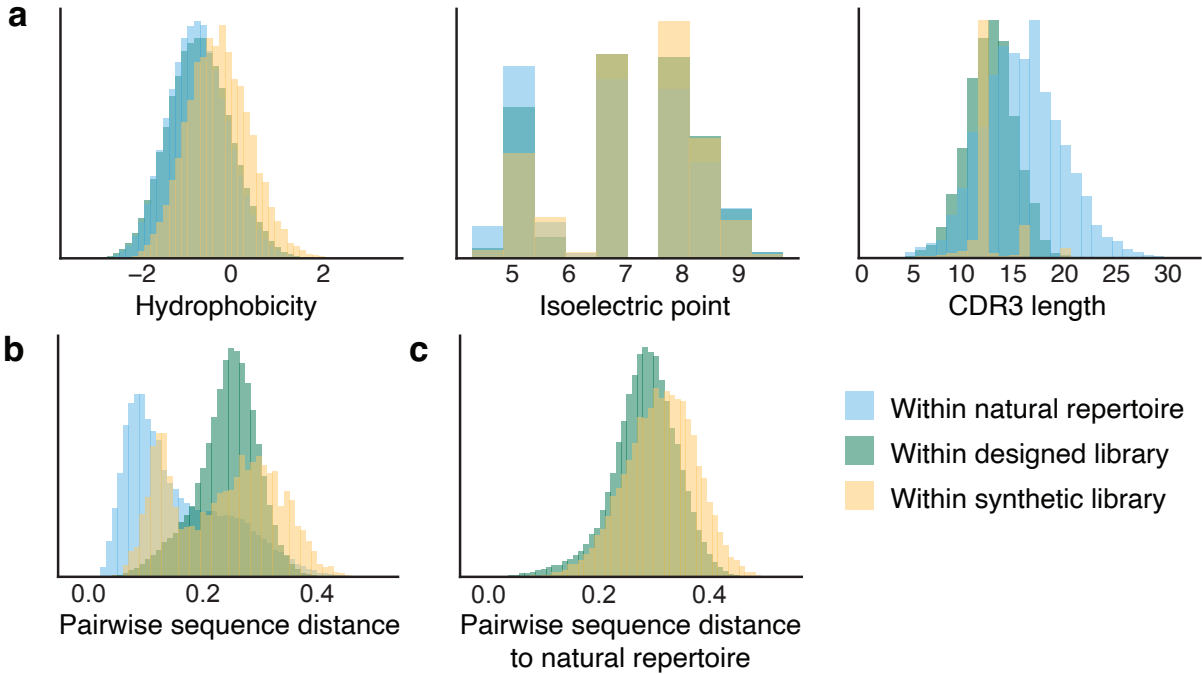 a
−2 0 2
Hydrophobicity
5 6 7 8 9
Isoelectric point
0 5 10 15 20 25 30
CDR3 length
b
0.0 0.2 0.4
Pairwise sequence distance
c
0.0 0.2 0.4
Pairwise sequence distance
to natural repertoire
Within natural repertoire
Within designed library
Within synthetic library